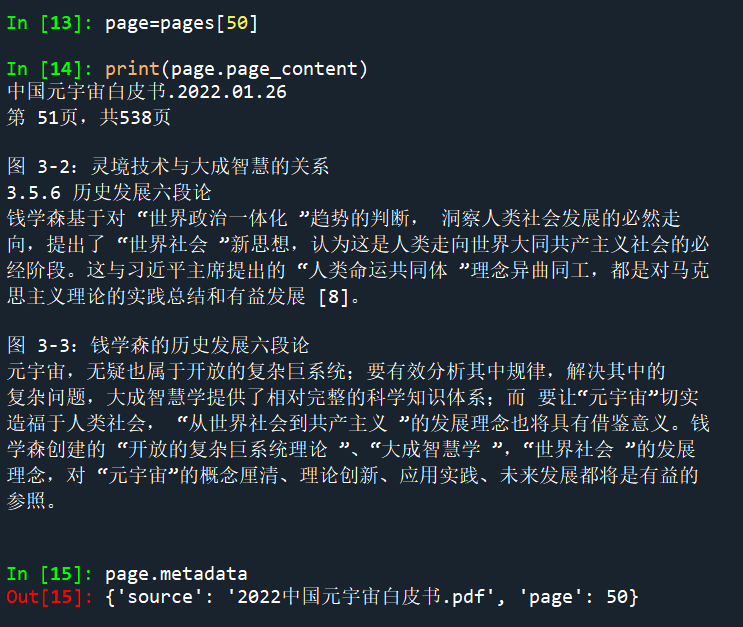 In [13]: page=pages[50]
In [14]: print(page.page_content)
中国元宇宙白皮书.2022.01.26
第 51页，共538页
图 3-2：灵境技术与大成智慧的关系
3.5.6 历史发展六段论
钱学森基于对 “世界政治一体化 ”趋势的判断， 洞察人类社会发展的必然走
向，提出了 “世界社会 ”新思想，认为这是人类走向世界大同共产主义社会的必
经阶段。这与习近平主席提出的 “人类命运共同体 ”理念异曲同工，都是对马克
思主义理论的实践总结和有益发展 [8]。
图 3-3：钱学森的历史发展六段论
元宇宙，无疑也属于开放的复杂巨系统；要有效分析其中规律，解决其中的
复杂问题，大成智慧学提供了相对完整的科学知识体系；而 要让“元宇宙”切实
造福于人类社会， “从世界社会到共产主义 ”的发展理念也将具有借鉴意义。钱
学森创建的 “开放的复杂巨系统理论 ”、“大成智慧学 ”，“世界社会 ”的发展
理念，对 “元宇宙”的概念厘清、理论创新、应用实践、未来发展都将是有益的
参照。
In [15]: page.metadata
Out[15]: {'source': '2022中国元宇宙白皮书.pdf', 'page': 50}